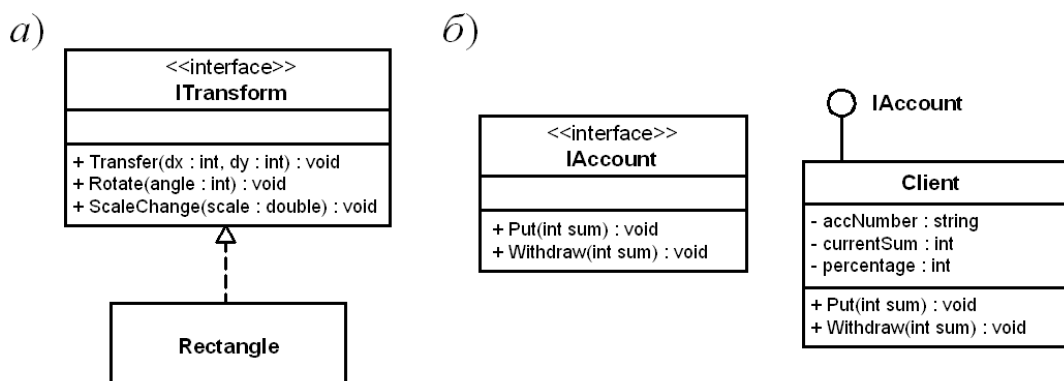 а)
<<interface>>
ITransform
+ Transfer(dx : int, dy : int) : void
+ Rotate(angle : int) : void
+ ScaleChange(scale : double) : void
Rectangle
б)
<<interface>>
IAccount
+ Put(int sum) : void
+ Withdraw(int sum) : void
IAccount
Client
- accNumber : string
- currentSum : int
- percentage : int
+ Put(int sum) : void
+ Withdraw(int sum) : void